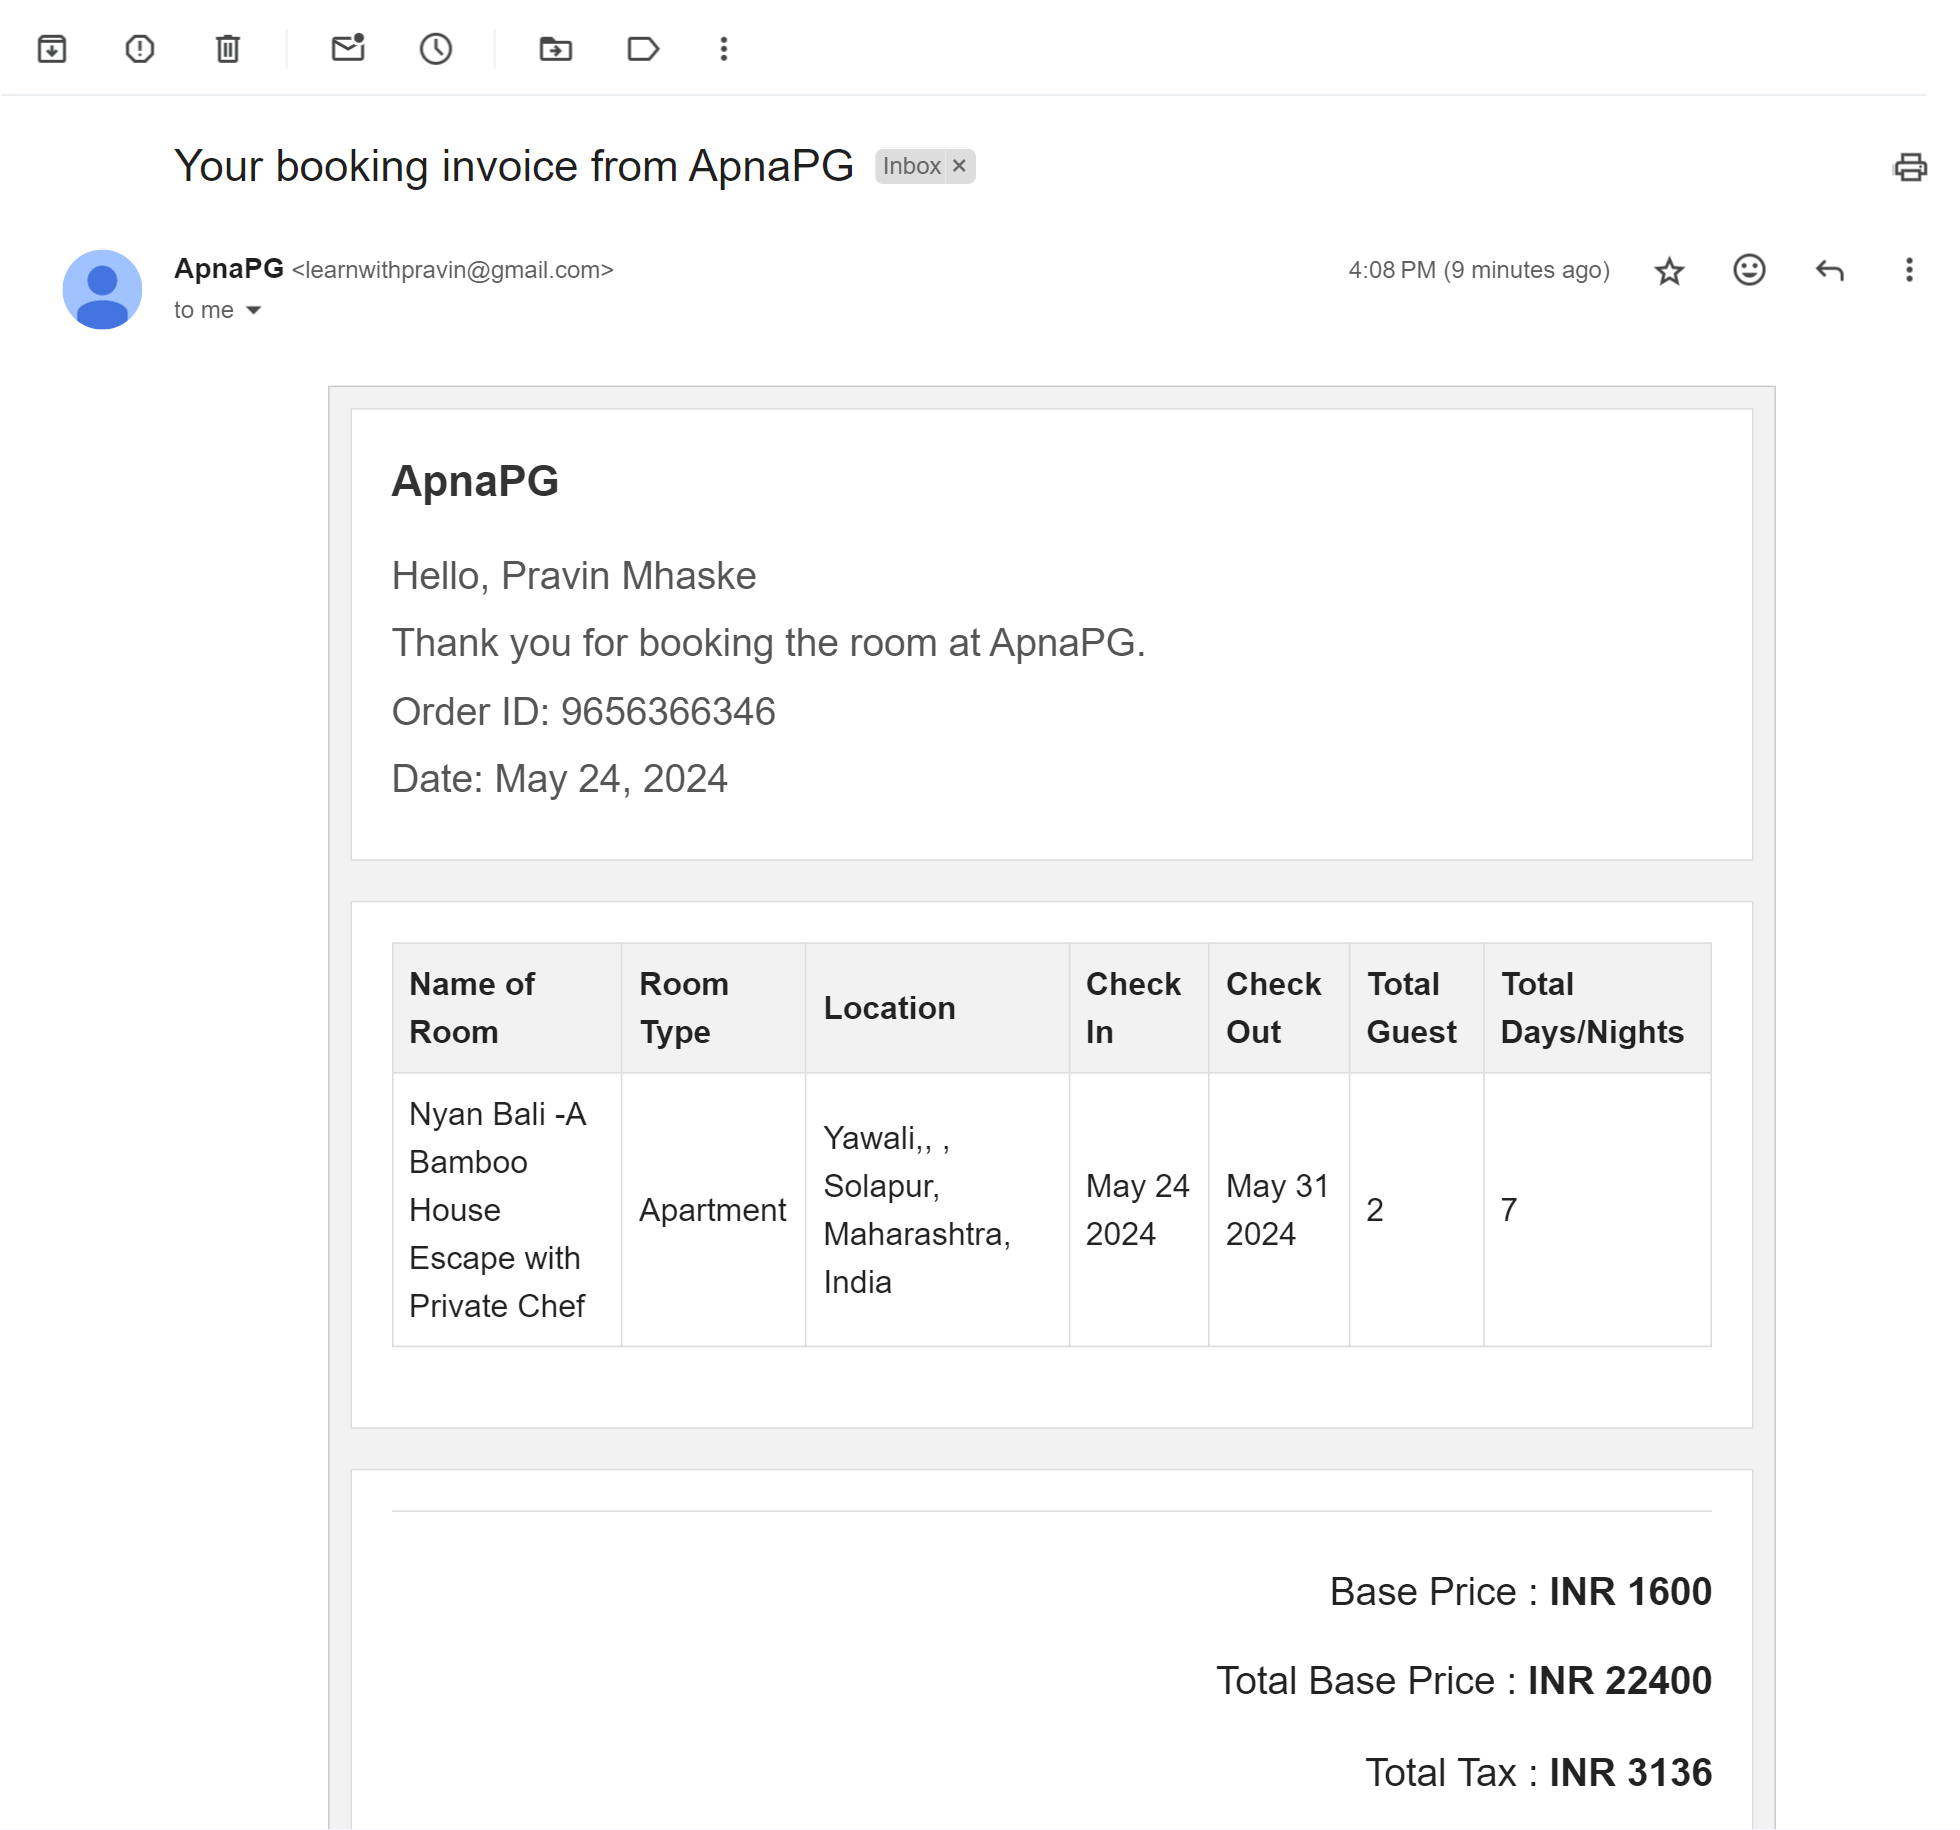 Your booking invoice from ApnaPG Inbox ×
ApnaPG <learnwithpravin@gmail.com> 4:08 PM (9 minutes ago)
to me
ApnaPG
Hello, Pravin Mhaske
Thank you for booking the room at ApnaPG.
Order ID: 9656366346
Date: May 24, 2024
Name of
Room
Room
Type
Location
Check
In
Check
Out
Total
Guest
Total
Days/Nights
Nyan Bali -A
Bamboo
House
Escape with
Private Chef
Apartment
Yawali,, ,
Solapur,
Maharashtra,
India
May 24
2024
May 31
2024
2
7
Base Price : INR 1600
Total Base Price : INR 22400
Total Tax : INR 3136